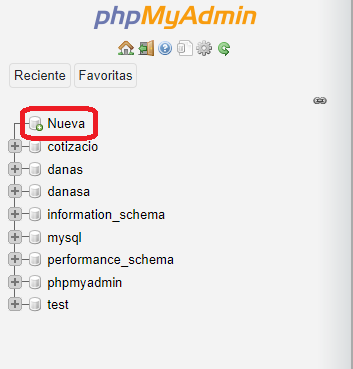 phpMyAdmin
Reciente Favoritas
Nueva
cotizacio
danas
danasa
information_schema
mysql
performance_schema
phpmyadmin
test